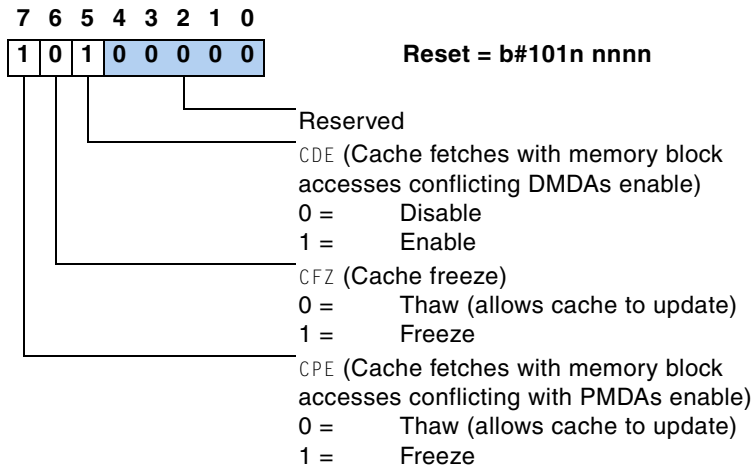 7 6 5 4 3 2 1 0
1 0 1 0 0 0 0 0 Reset = b#101n nnnn
Reserved
CDE (Cache fetches with memory block
accesses conflicting DMDAs enable)
0 = Disable
1 = Enable
CFZ (Cache freeze)
0 = Thaw (allows cache to update)
1 = Freeze
CPE (Cache fetches with memory block
accesses conflicting with PMDAs enable)
0 = Thaw (allows cache to update)
1 = Freeze